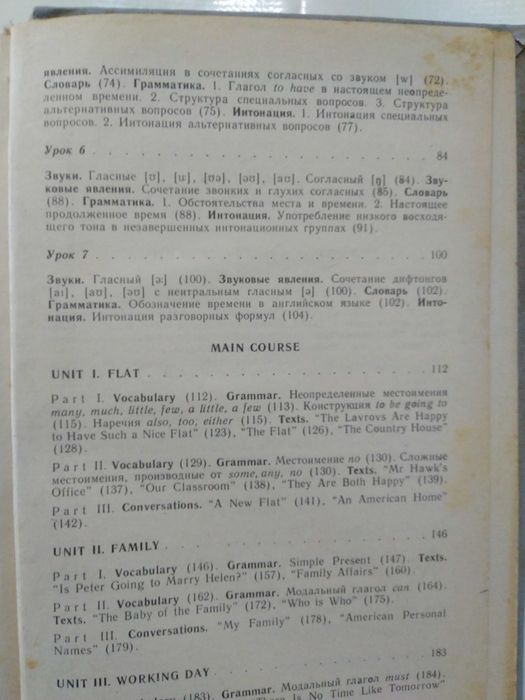 явления. Ассимиляция в сочетаниях согласных со звуком [w] (72).
Словарь (74). Грамматика. 1. Глагол to have в настоящем неопреде-
ленном времени. 2. Структура специальных вопросов. 3. Структура
альтернативных вопросов (75). Интонация. 1. Интонация специальных
вопросов. 2. Интонация альтернативных вопросов (77).
Урок 6 84
Звуки. Гласные [ʊ], [ɯ], [ʊə], [əʊ], [aʊ]. Согласный [ŋ] (84). Зву-
ковые явления. Сочетание звонких и глухих согласных (85). Словарь
(88). Грамматика. 1. Обстоятельства места и времени. 2. Настоящее
продолженное время (88). Интонация. Употребление низкого восходя-
щего тона в незавершенных интонационных группах (91).
Урок 7 100
Звуки. Гласный [ɜ:] (100). Звуковые явления. Сочетание дифтонгов
[aɪ], [aʊ], [əʊ] с нейтральным гласным [ə] (100). Словарь (102).
Грамматика. Обозначение времени в английском языке (102). Инто-
нация. Интонация разговорных формул (104).
MAIN COURSE
UNIT I. FLAT 112
Part I. Vocabulary (112). Grammar. Неопределенные местоимения
many, much, little, few, a little, a few (113). Конструкция to be going to
(115). Наречия also, too, either (115). Texts. "The Lavrovs Are Happy
to Have Such a Nice Flat" (123), "The Flat" (126), "The Country House"
(128).
Part II. Vocabulary (129). Grammar. Местоимение no (130). Сложные
местоимения, производные от some, any, no (130). Texts. "Mr Hawk's
Office" (137), "Our Classroom" (138), "They Are Both Happy" (139).
Part III. Conversations. "A New Flat" (141), "An American Home"
(142).
UNIT II. FAMILY 146
Part I. Vocabulary (146). Grammar. Simple Present (147). Texts.
"Is Peter Going to Marry Helen?" (157), "Family Affairs" (160).
Part II. Vocabulary (162). Grammar. Модальный глагол can (164).
Texts. "The Baby of the Family" (172), "Who is Who" (175).
Part III. Conversations. "My Family" (178), "American Personal
Names" (179).
UNIT III. WORKING DAY 183
(183). Grammar. Модальный глагол must (184).
Is No Time Like Tomorrow"